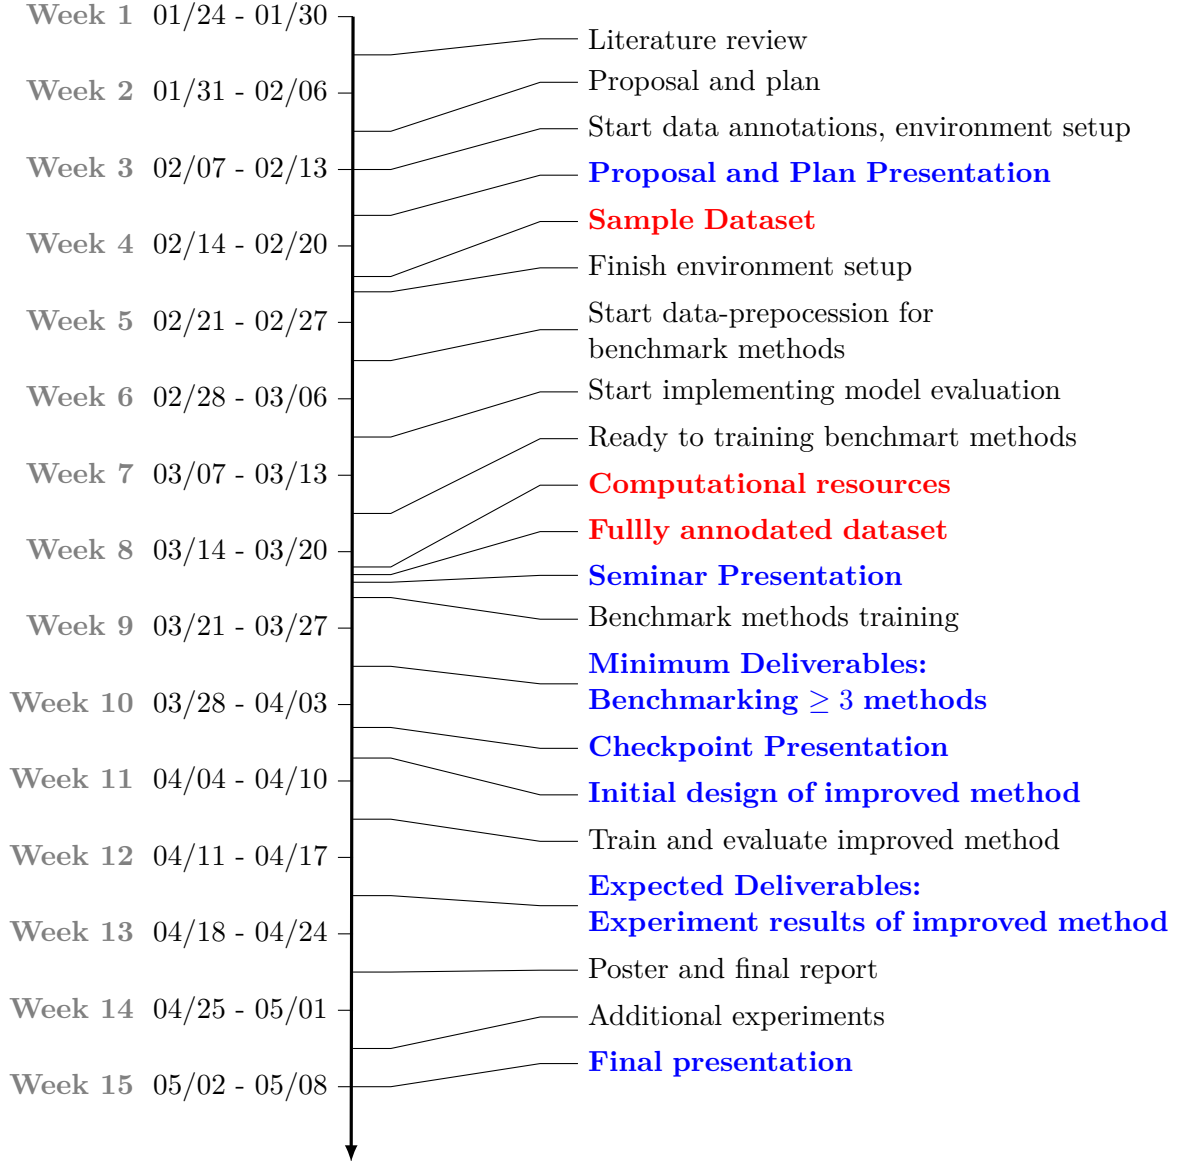 Week 1 01/24 - 01/30
Literature review
Proposal and plan
Week 2 01/31 - 02/06
Start data annotations, environment setup
Week 3 02/07 - 02/13
Proposal and Plan Presentation
Sample Dataset
Week 4 02/14 - 02/20
Finish environment setup
Start data-prepocession for
Week 5 02/21 - 02/27
benchmark methods
Start implementing model evaluation
Week 6 02/28 - 03/06
Ready to training benchmart methods
Week 7 03/07 - 03/13
Computational resources
Fullly annodated dataset
Week 8 03/14 - 03/20
Seminar Presentation
Benchmark methods training
Week 9 03/21 - 03/27
Minimum Deliverables:
Benchmarking ≥ 3 methods
Week 10 03/28 - 04/03
Checkpoint Presentation
Week 11 04/04 - 04/10
Initial design of improved method
Train and evaluate improved method
Week 12 04/11 - 04/17
Expected Deliverables:
Experiment results of improved method
Week 13 04/18 - 04/24
Poster and final report
Week 14 04/25 - 05/01
Additional experiments
Final presentation
Week 15 05/02 - 05/08